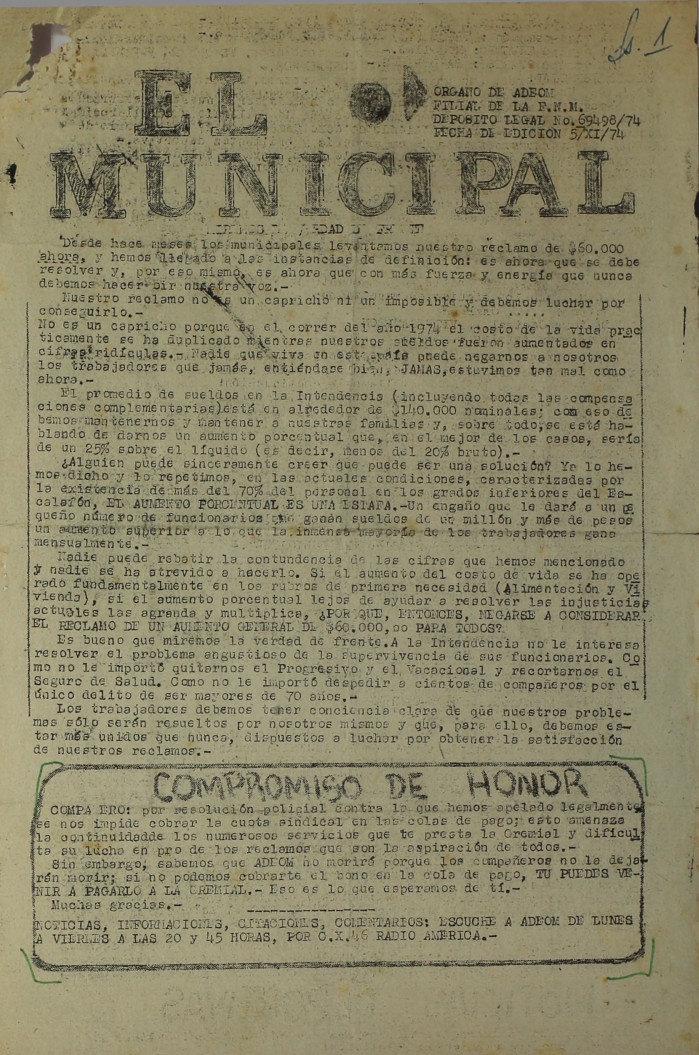 Ls. 1
EL
MUNICIPAL
ORGANO DE ADEOM
FILIAL DE LA F.N.M.
DEPOSITO LEGAL No.69498/74
FECHA DE EDICION 5/XI/74
Desde hace meses los municipales levantamos nuestro reclamo de $60.000
ahora, y hemos llegado a las instancias de definición: es ahora que se debe
resolver y, por eso mismo, es ahora que con más fuerza y energía que nunca
debemos hacer oir nuestra voz.-
Nuestro reclamo no es un capricho ni un imposible y debemos luchar por
conseguirlo.-
No es un capricho porque en el correr del año 1974 el costo de la vida prac
ticamente se ha duplicado mientras nuestros sueldos fueron aumentados en
cifras ridículas.- Nadie que viva en este país puede negarnos a nosotros
los trabajadores que jamás, entiéndase bien, JAMAS,estuvimos tan mal como
ahora.-
El promedio de sueldos en la Intendencia (incluyendo todas las compensa
ciones complementarias)está en alrededor de $140.000 nominales; con eso de
bemos mantenernos y mantener a nuestras familias y, sobre todo,se está ha-
blando de darnos un aumento porcentual que, en el mejor de los casos, sería
de un 25% sobre el líquido (es decir, menos del 20% bruto).-
¿Alguien puede sinceramente creer que puede ser una solución? Ya lo he-
mos dicho y lo repetimos, en las actuales condiciones, caracterizadas por
la existencia de más del 70% del personal en los grados inferiores del Es-
calafón, EL AUMENTO PORCENTUAL ES UNA ESTAFA.-Un engaño que le dará a un pe
queño número de funcionarios que ganan sueldos de un millón y más de pesos
un aumento superior a lo que la inmensa mayoría de los trabajadores gana
mensualmente.-
Nadie puede rebatir la contundencia de las cifras que hemos mencionado
y nadie se ha atrevido a hacerlo. Si el aumento del costo de vida se ha ope
rado fundamentalmente en los rubros de primera necesidad (Alimentación y Vi
vienda), si el aumento porcentual lejos de ayudar a resolver las injusticias
actuales las agranda y multiplica, ¿POR QUE, ENTONCES, NEGARSE A CONSIDERAR
EL RECLAMO DE UN AUMENTO GENERAL DE $60.000,oo PARA TODOS?
Es bueno que miremos la verdad de frente.A la Intendencia no le interesa
resolver el problema angustioso de la supervivencia de sus funcionarios. Co
mo no le importó quitarnos el Progresivo y el Vacacional y recortarnos el
Seguro de Salud. Como no le importó despedir a cientos de compañeros por el
único delito de ser mayores de 70 años.-
Los trabajadores debemos tener conciencia clara de que nuestros proble-
mas sólo serán resueltos por nosotros mismos y que, para ello, debemos es-
tar más unidos que nunca, dispuestos a luchar por obtener la satisfacción
de nuestros reclamos.-
COMPROMISO DE HONOR
COMPA ERO: por resolución policial contra la que hemos apelado legalmente
se nos impide cobrar la cuota sindical en las colas de pago; esto amenaza
la continuidadde los numerosos servicios que te presta la Gremial y dificul
ta su lucha en pro de los reclamos que son la aspiración de todos.-
Sin embargo, sabemos que ADEOM no morirá porque los compañeros no la deja-
rán morir; si no podemos cobrarte el bono en la cola de pago, TU PUEDES VE-
NIR A PAGARLO A LA GREMIAL.- Eso es lo que esperamos de tí.-
Muchas gracias.-
NOTICIAS, INFORMACIONES, CITACIONES, COMENTARIOS: ESCUCHE A ADEOM DE LUNES
A VIERNES A LAS 20 y 45 HORAS, POR C.X.46 RADIO AMERICA.-